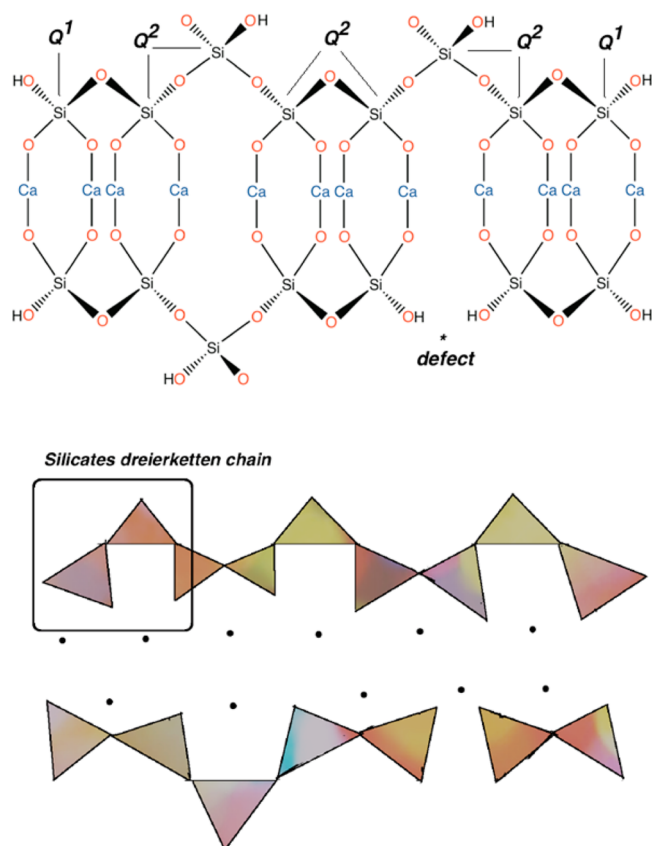 O OH O OH
Q¹ Q² Q² Q² Q¹
Si Si
HO O O O O O O O OH
Si Si Si Si Si Si
O O O O O O O O O O O O
Ca Ca Ca Ca Ca Ca Ca Ca Ca Ca Ca Ca
O O O O O O O O O O O O
Si Si Si Si Si Si
HO O O O O OH HO O OH
Si *
defect
HO O
Silicates dreierketten chain